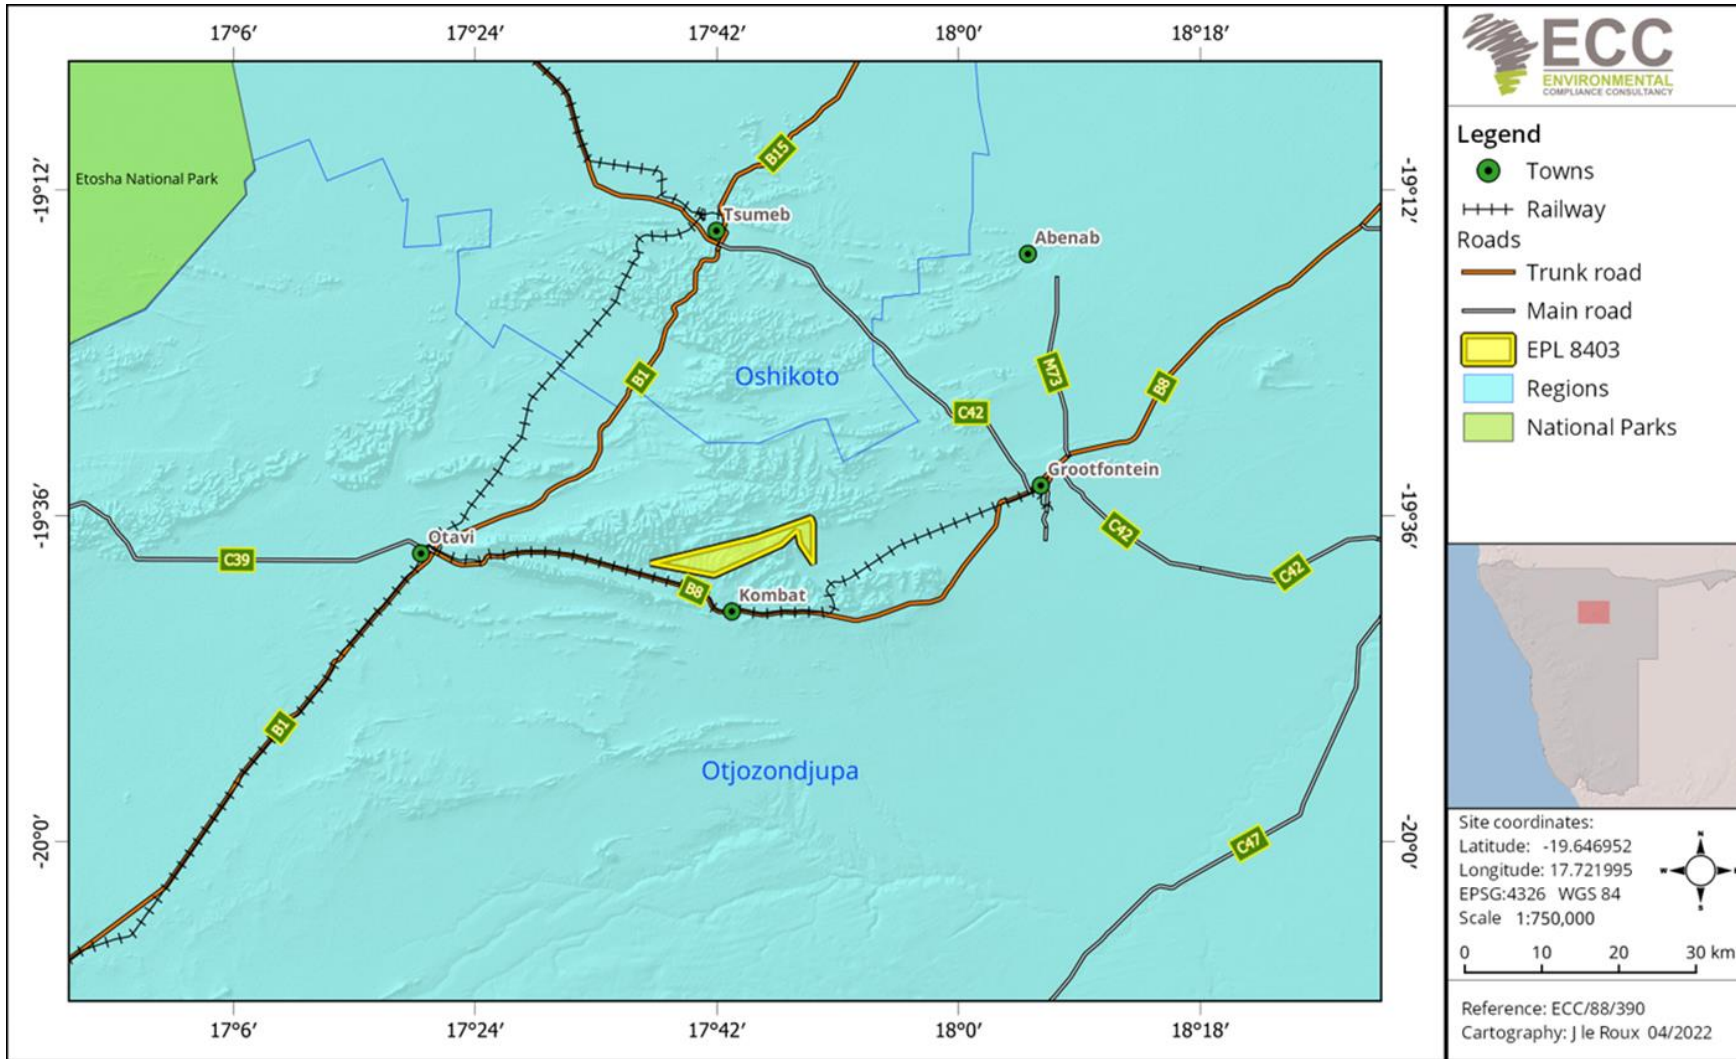 17°6′ 17°24′ 17°42′ 18°0′ 18°18′
-19°12′
-19°36′
-20°0′
Etosha National Park
B15
Tsumeb
Abenab
B1
Oshikoto
M73
B8
C42
Grootfontein
Otavi
C39
C42
C42
B8
Kombat
B1
Otjozondjupa
C47
-19°12′
-19°36′
-20°0′
17°6′ 17°24′ 17°42′ 18°0′ 18°18′
ECC
ENVIRONMENTAL
COMPLIANCE CONSULTANCY
Legend
Towns
Railway
Roads
Trunk road
Main road
EPL 8403
Regions
National Parks
Site coordinates:
Latitude: -19.646952
Longitude: 17.721995
EPSG:4326 WGS 84
Scale 1:750,000
N
W
S
0 10 20 30 km
Reference: ECC/88/390
Cartography: J le Roux 04/2022